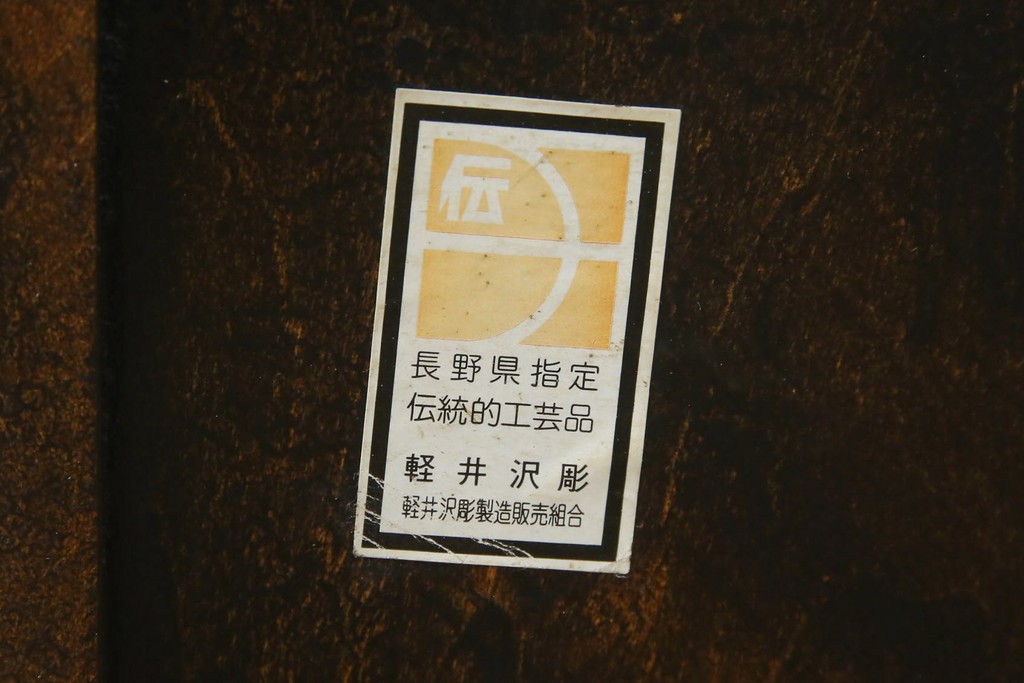 伝
長野県指定
伝統的工芸品
軽井沢彫
軽井沢彫製造販売組合